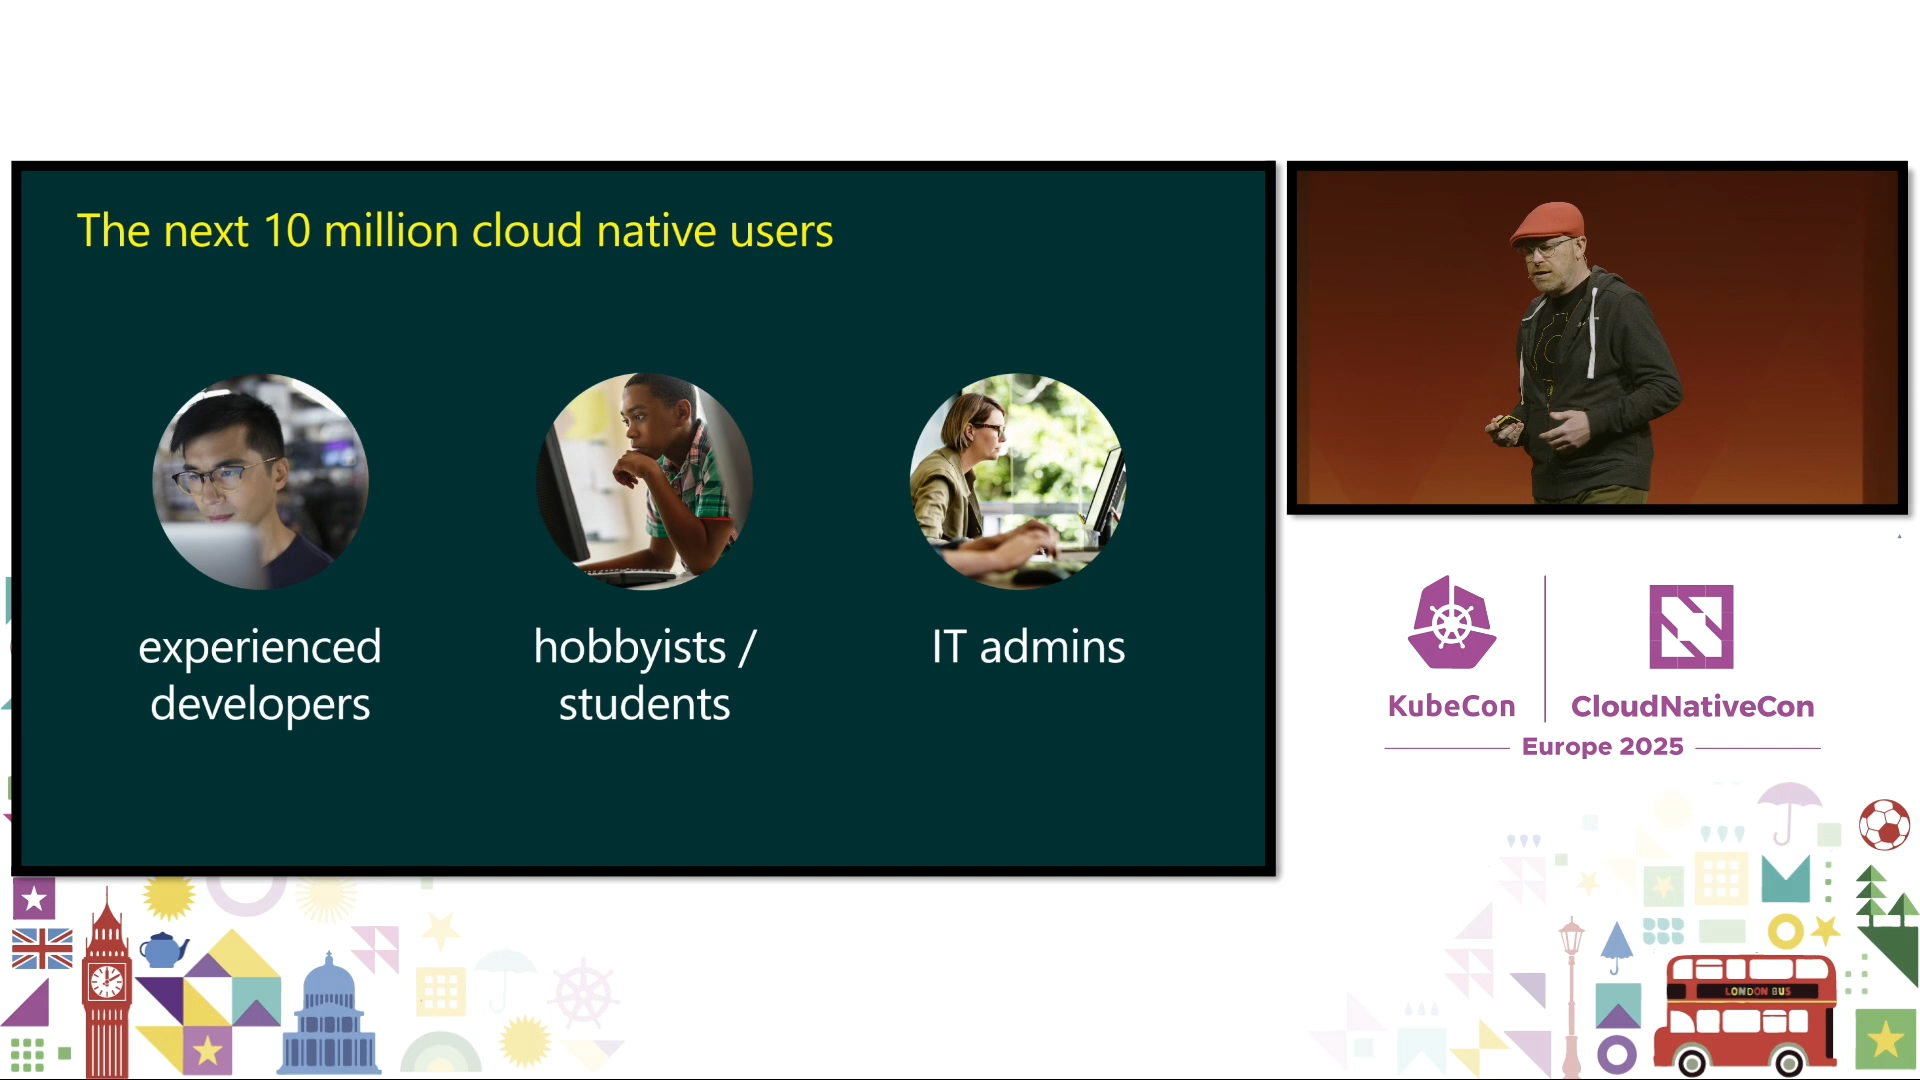 The next 10 million cloud native users
experienced
developers
hobbyists /
students
IT admins
KubeCon
CloudNativeCon
Europe 2025
LONDON BUS